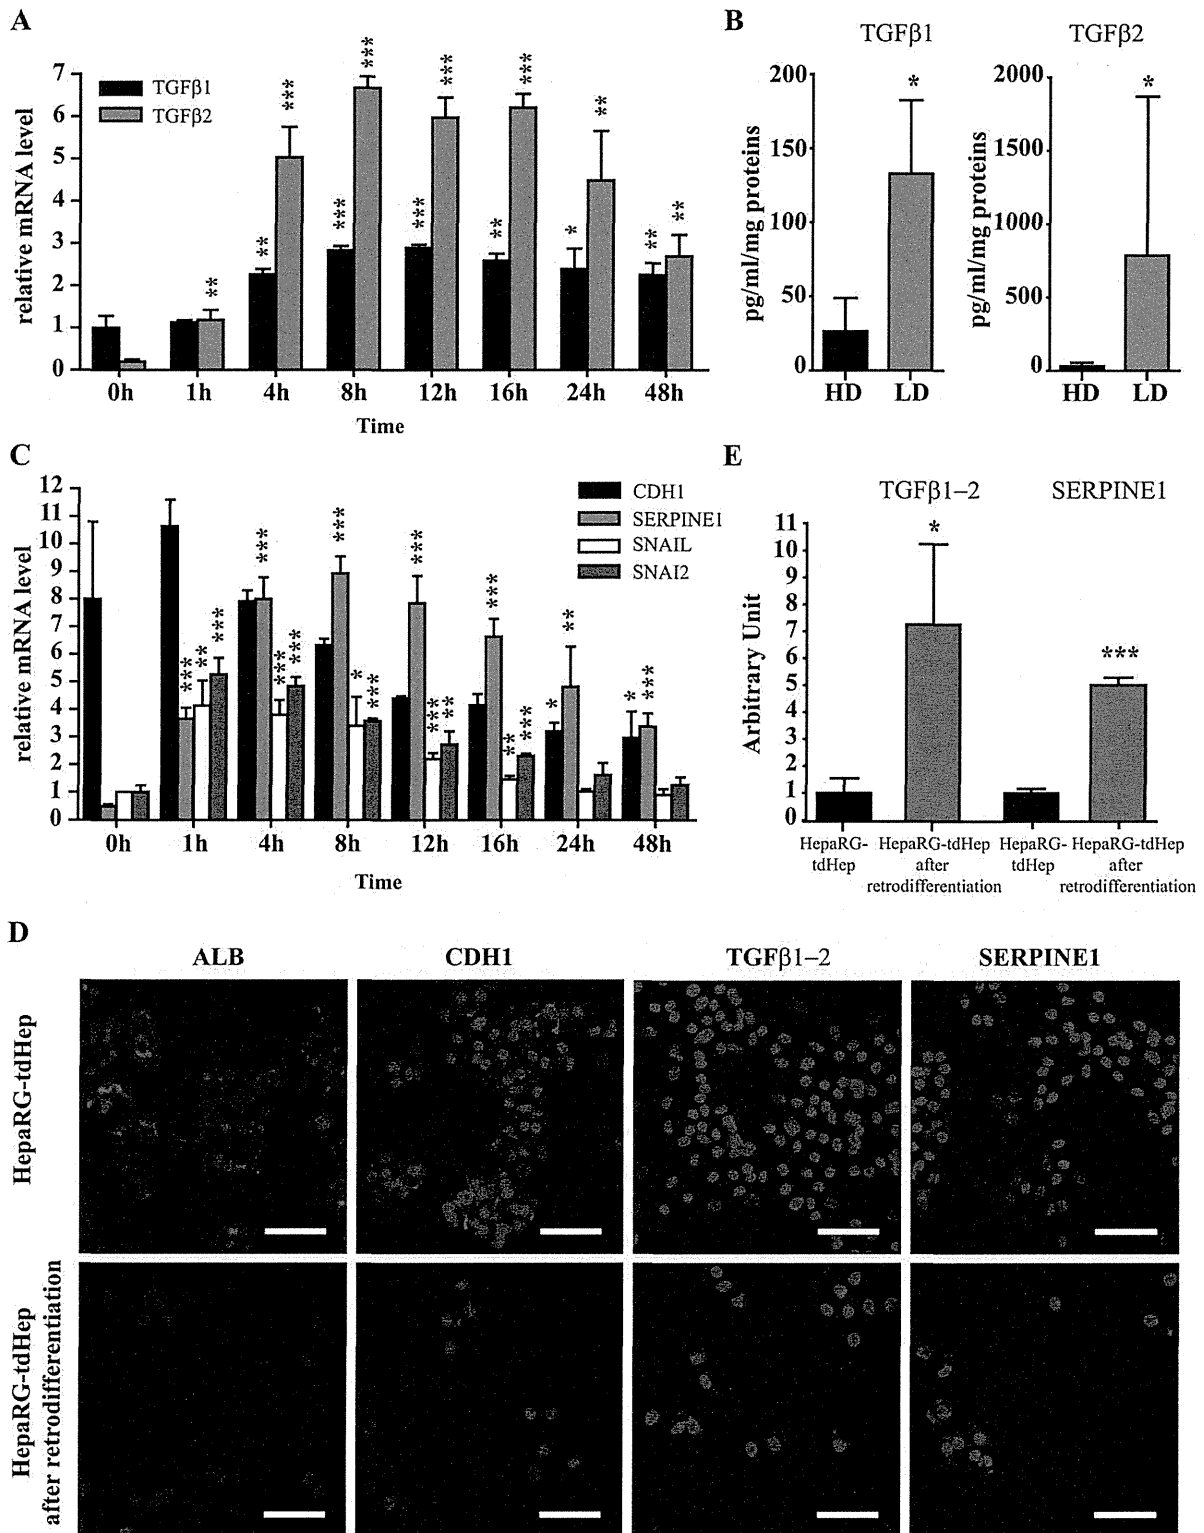 A
relative mRNA level
7
6
5
4
3
2
1
0
TGFβ1
TGFβ2
** *** ** *** *** *** *** ** *** * ** ** **
0h 1h 4h 8h 12h 16h 24h 48h
Time
B
TGFβ1
pg/ml/mg proteins
200
150
100
50
0
*
HD LD
TGFβ2
pg/ml/mg proteins
2000
1500
1000
500
0
*
HD LD
C
relative mRNA level
12
11
10
9
8
7
6
5
4
3
2
1
0
CDH1
SERPINE1
SNAIL
SNAI2
0h 1h 4h 8h 12h 16h 24h 48h
Time
E
TGFβ1–2 SERPINE1
Arbitrary Unit
11
10
9
8
7
6
5
4
3
2
1
0
* ***
HepaRG- HepaRG-tdHep HepaRG- HepaRG-tdHep
tdHep after tdHep after
retrodifferentiation retrodifferentiation
D
ALB CDH1 TGFβ1–2 SERPINE1
HepaRG-tdHep
HepaRG-tdHep
after retrodifferentiation